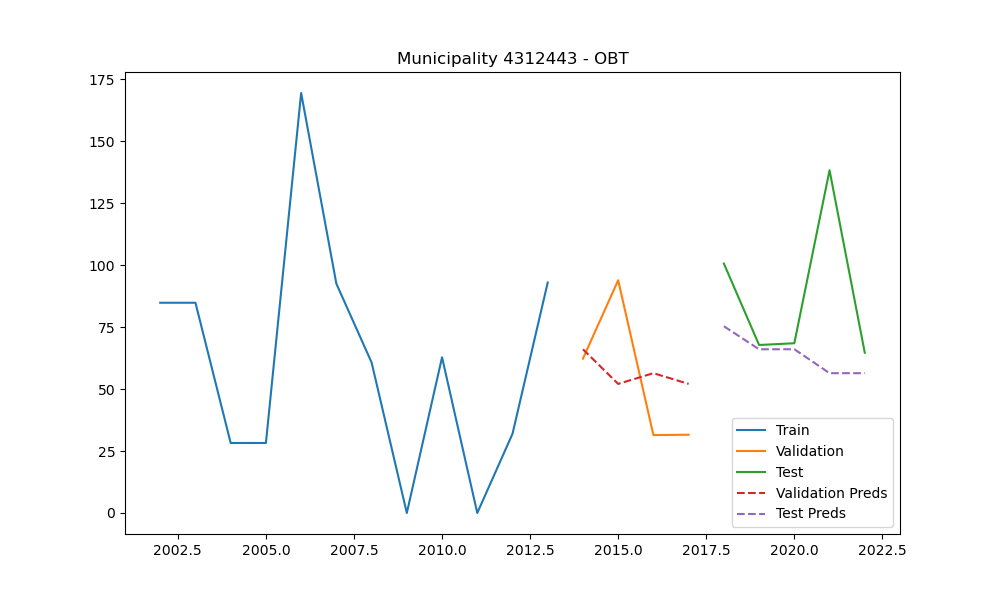 Municipality 4312443 - OBT
175
150
125
100
75
50
25
0
2002.5 2005.0 2007.5 2010.0 2012.5 2015.0 2017.5 2020.0 2022.5
Train
Validation
Test
Validation Preds
Test Preds